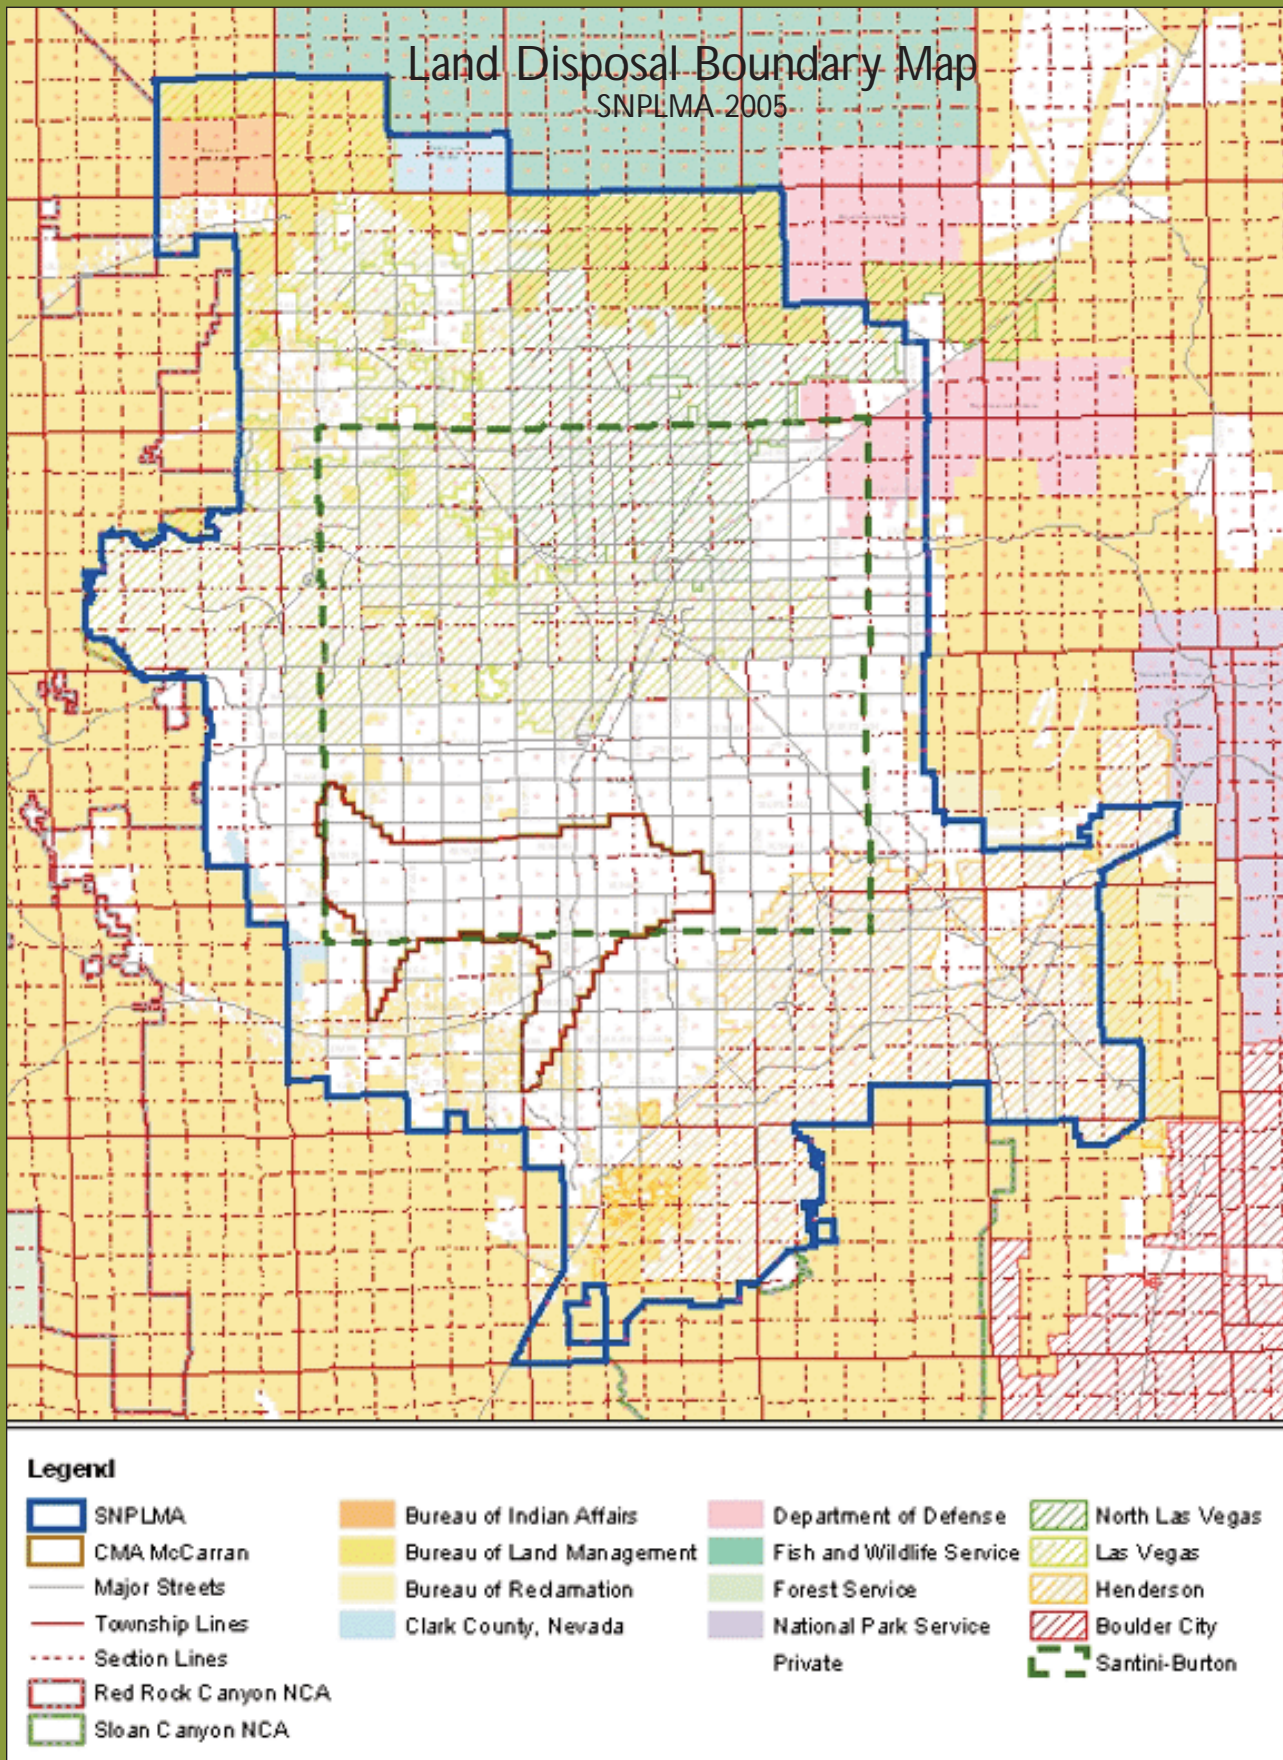 Land Disposal Boundary Map
SNPLMA 2005
Legend
SNPLMA
CMA McCarran
Major Streets
Township Lines
Section Lines
Red Rock Canyon NCA
Sloan Canyon NCA
Bureau of Indian Affairs
Bureau of Land Management
Bureau of Reclamation
Clark County, Nevada
Department of Defense
Fish and Wildlife Service
Forest Service
National Park Service
Private
North Las Vegas
Las Vegas
Henderson
Boulder City
Santini-Burton